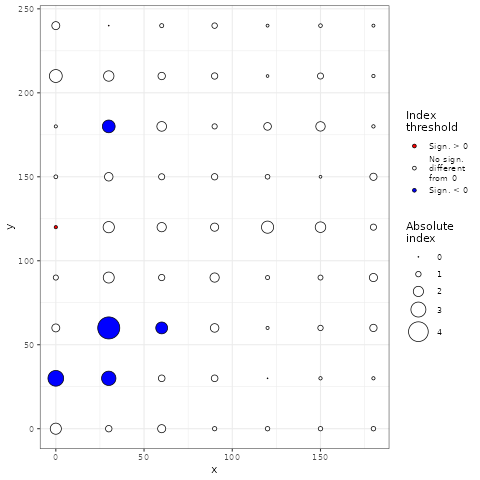 250
200
150
100
50
0
y
0 50 100 150
x
Index
threshold
Sign. > 0
No sign.
different
from 0
Sign. < 0
Absolute
index
0
1
2
3
4